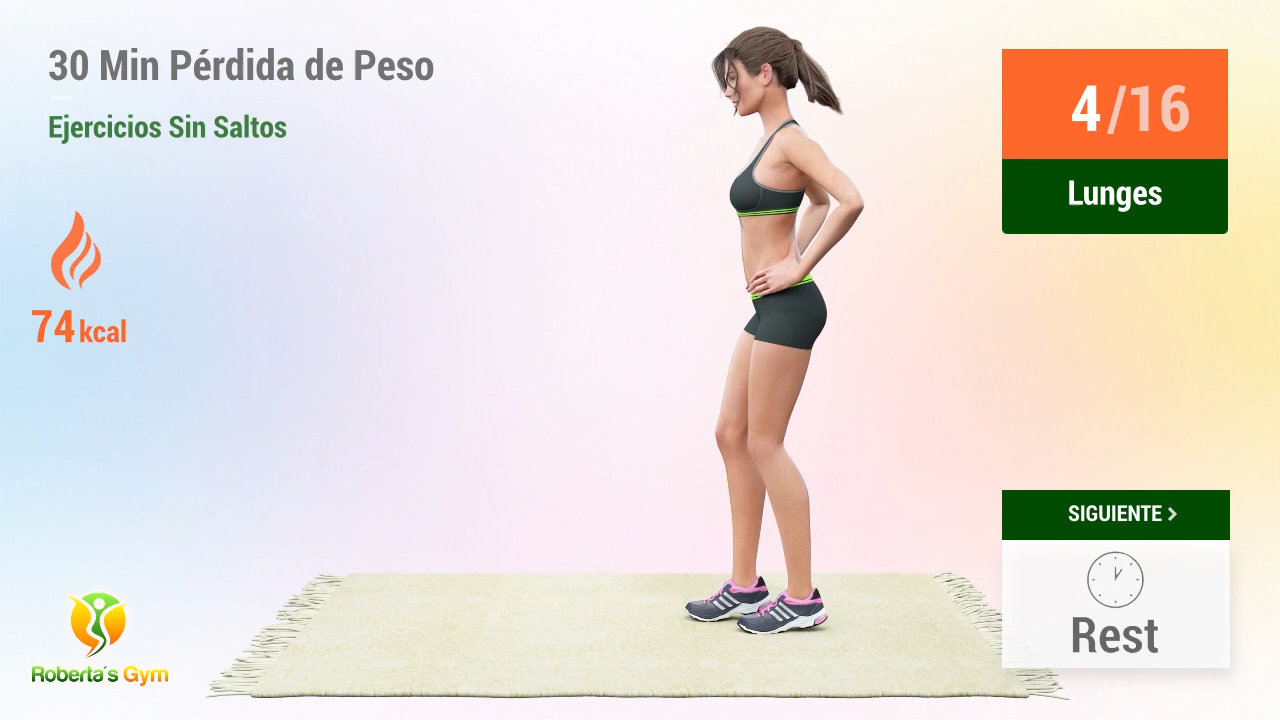 30 Min Pérdida de Peso
Ejercicios Sin Saltos
4/16
Lunges
74 kcal
SIGUIENTE >
Rest
Roberta´s Gym